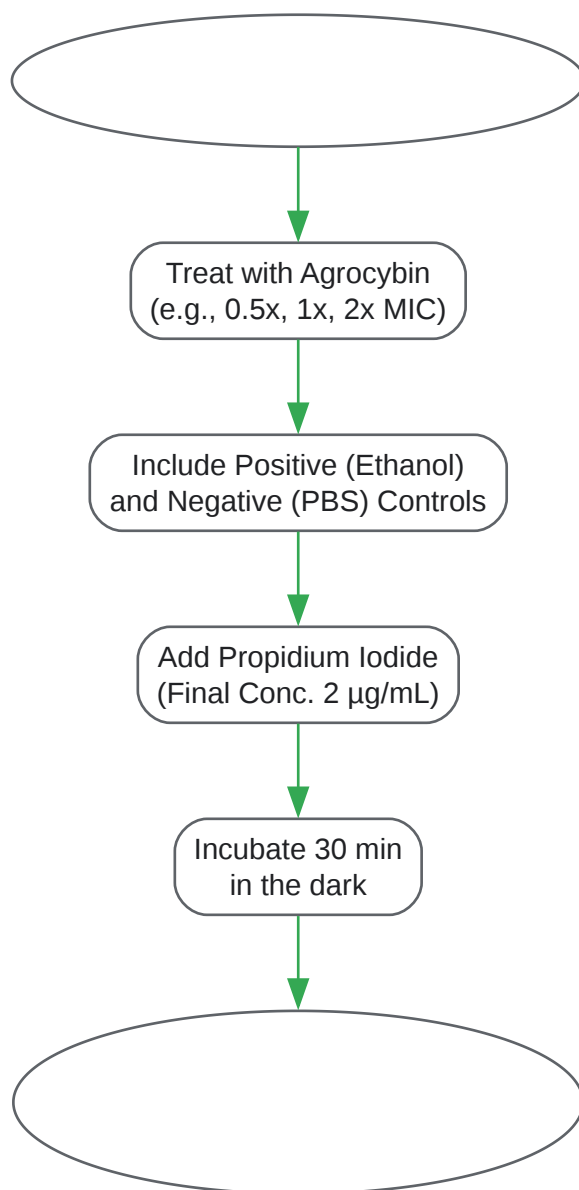 Treat with Agrocybin
(e.g., 0.5x, 1x, 2x MIC)
Include Positive (Ethanol)
and Negative (PBS) Controls
Add Propidium Iodide
(Final Conc. 2 µg/mL)
Incubate 30 min
in the dark